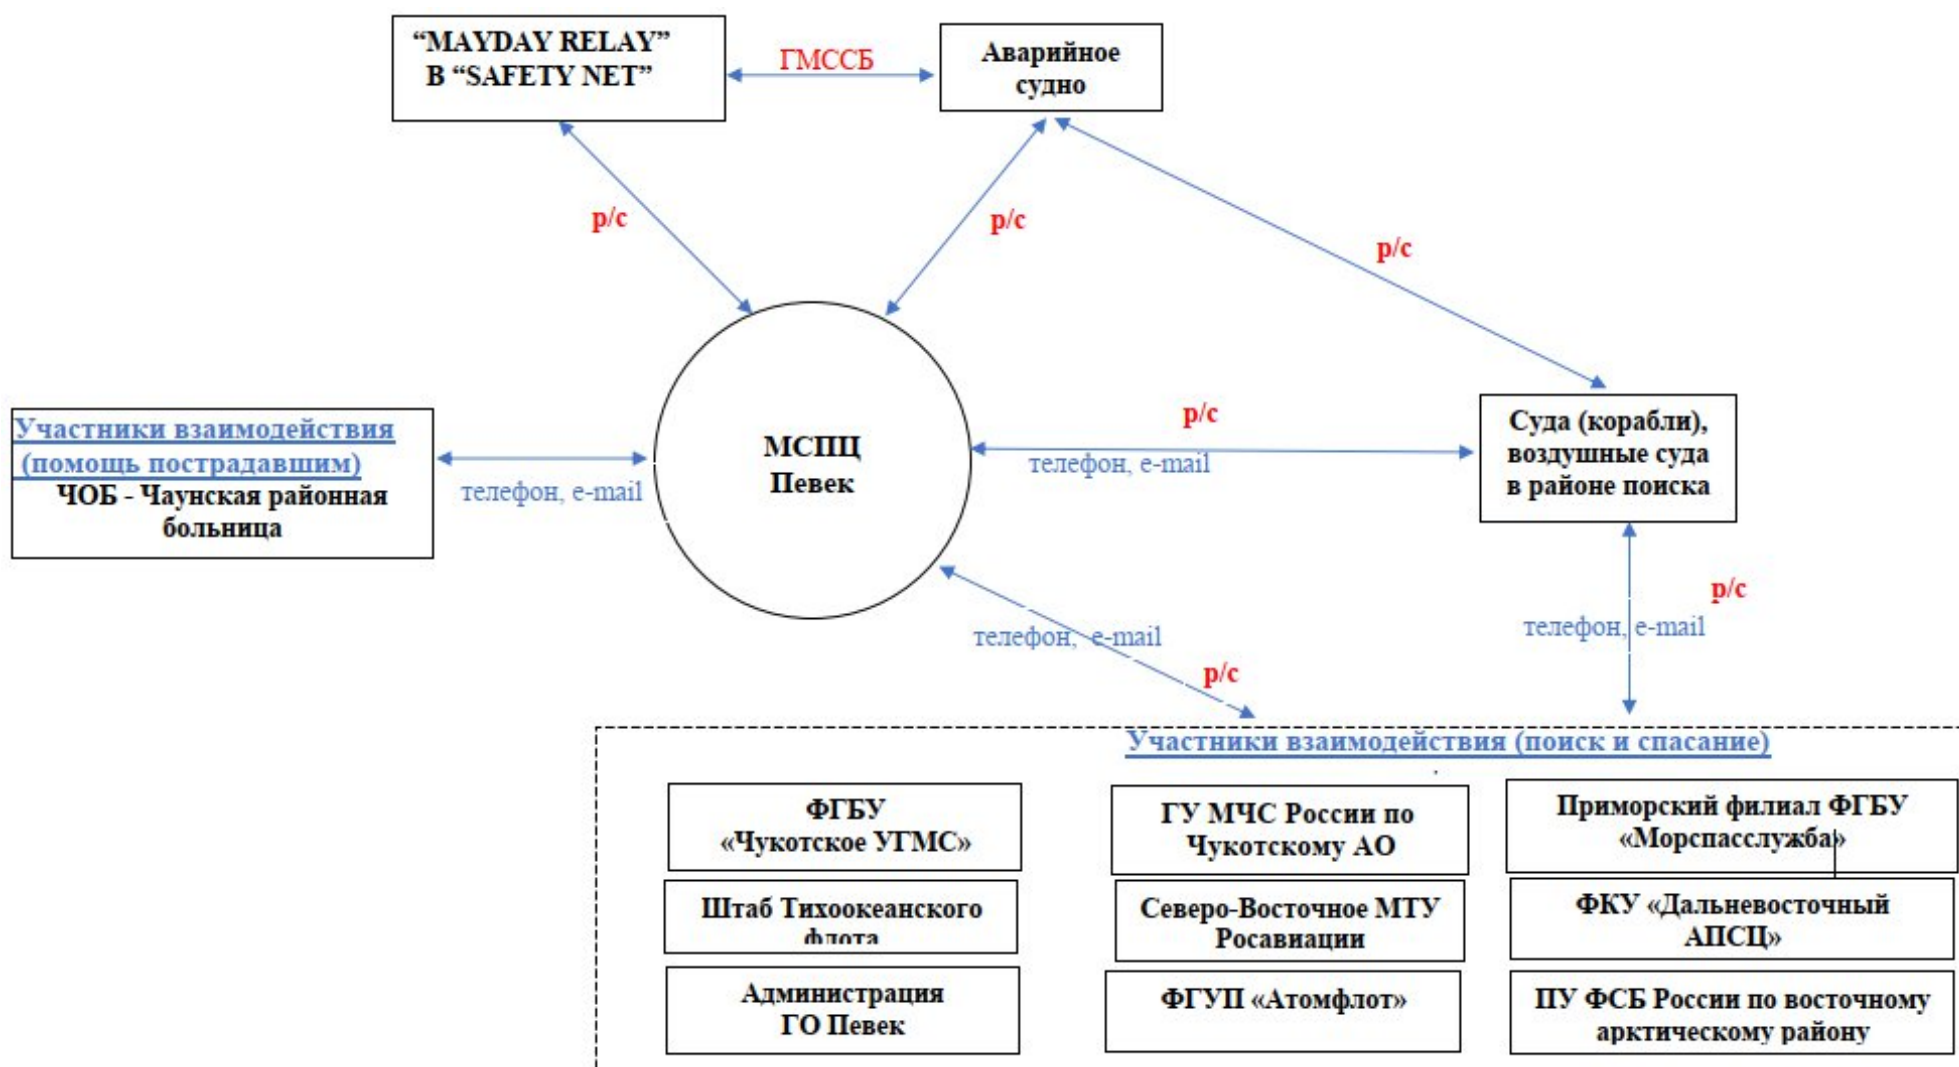 “MAYDAY RELAY”
В “SAFETY NET”
ГМССБ
Аварийное
судно
р/с
р/с
р/с
Участники взаимодействия
(помощь пострадавшим)
ЧОБ - Чаунская районная
больница
телефон, e-mail
МСПЦ
Певек
р/с
телефон, e-mail
Суда (корабли),
воздушные суда
в районе поиска
телефон, e-mail
р/с
р/с
телефон, e-mail
Участники взаимодействия (поиск и спасание)
ФГБУ
«Чукотское УГМС»
ГУ МЧС России по
Чукотскому АО
Приморский филиал ФГБУ
«Морспасслужба»
Штаб Тихоокеанского
флота
Северо-Восточное МТУ
Росавиации
ФКУ «Дальневосточный
АПСЦ»
Администрация
ГО Певек
ФГУП «Атомфлот»
ПУ ФСБ России по восточному
арктическому району